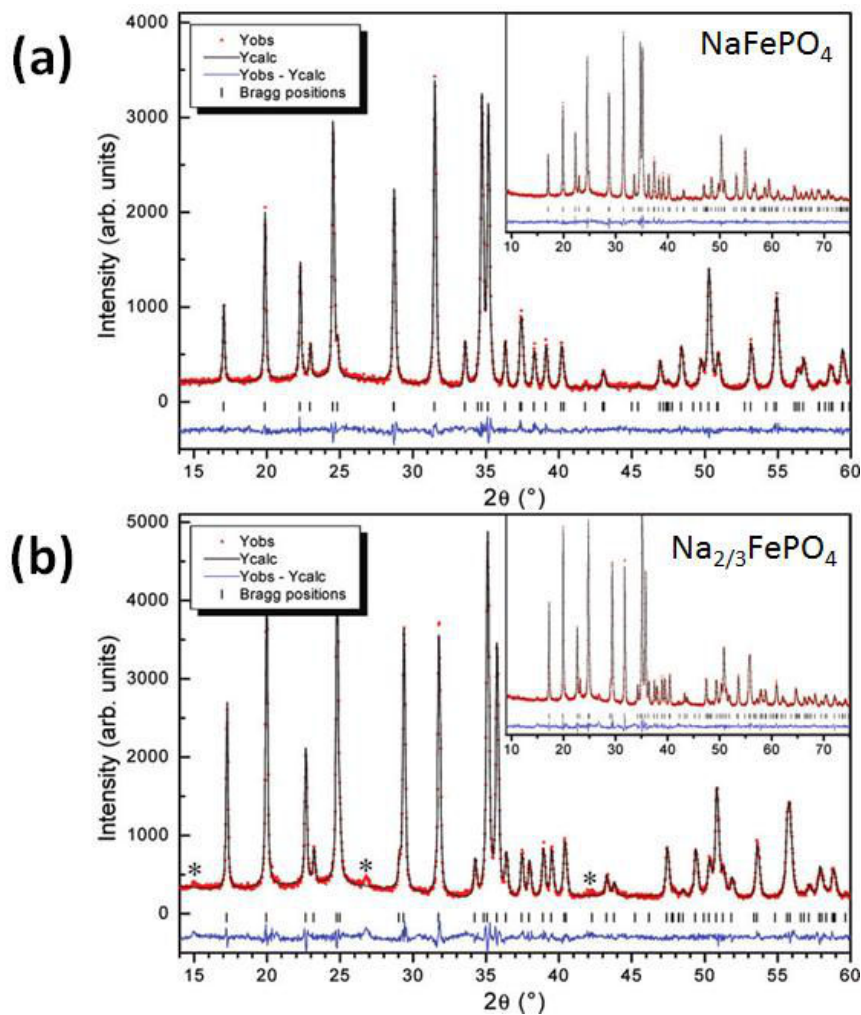 (a)
NaFePO4
Yobs
Ycalc
Yobs - Ycalc
Bragg positions
Intensity (arb. units)
4000
3000
2000
1000
0
10 20 30 40 50 60 70
15 20 25 30 35 40 45 50 55 60
2θ (°)
(b)
Na2/3FePO4
Yobs
Ycalc
Yobs - Ycalc
Bragg positions
Intensity (arb. units)
5000
4000
3000
2000
1000
0
* * *
10 20 30 40 50 60 70
15 20 25 30 35 40 45 50 55 60
2θ (°)